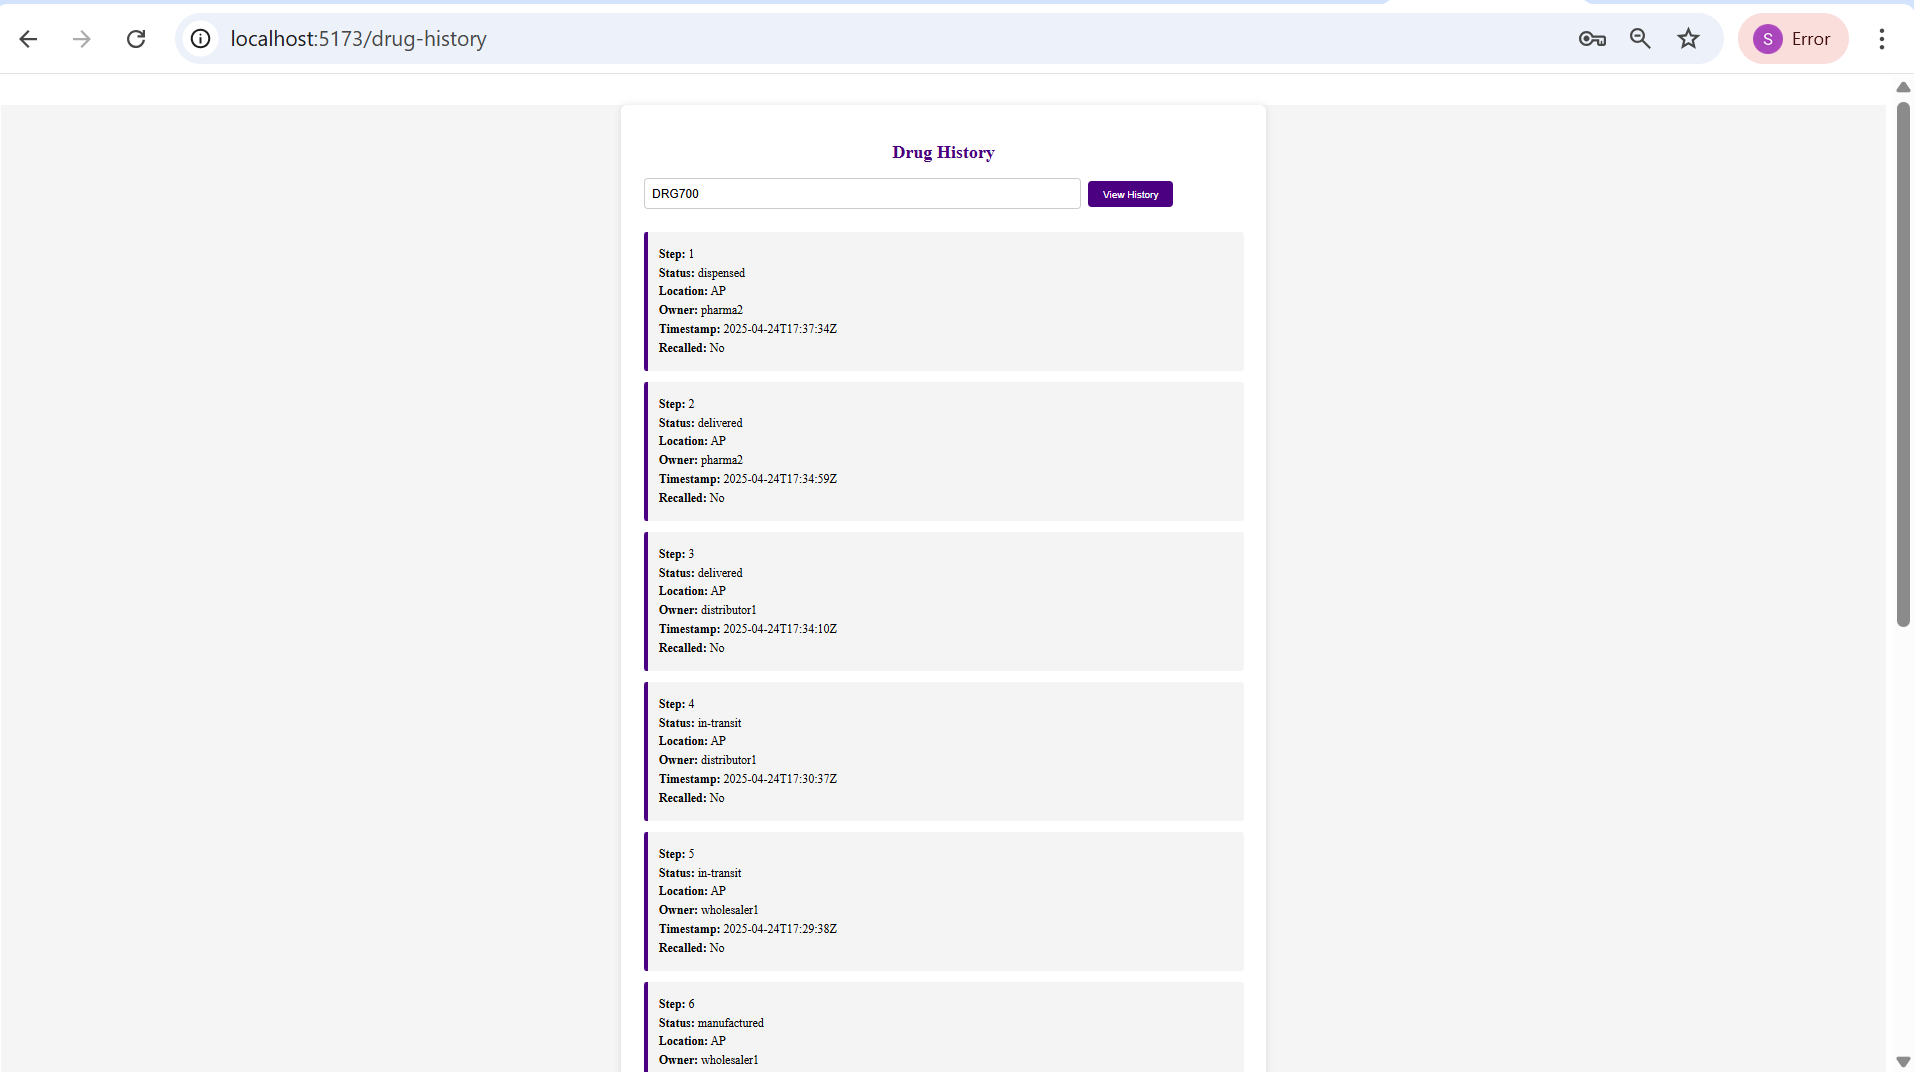 localhost:5173/drug-history
S Error
Drug History
DRG700
View History
Step: 1
Status: dispensed
Location: AP
Owner: pharma2
Timestamp: 2025-04-24T17:37:34Z
Recalled: No
Step: 2
Status: delivered
Location: AP
Owner: pharma2
Timestamp: 2025-04-24T17:34:59Z
Recalled: No
Step: 3
Status: delivered
Location: AP
Owner: distributor1
Timestamp: 2025-04-24T17:34:10Z
Recalled: No
Step: 4
Status: in-transit
Location: AP
Owner: distributor1
Timestamp: 2025-04-24T17:30:37Z
Recalled: No
Step: 5
Status: in-transit
Location: AP
Owner: wholesaler1
Timestamp: 2025-04-24T17:29:38Z
Recalled: No
Step: 6
Status: manufactured
Location: AP
Owner: wholesaler1